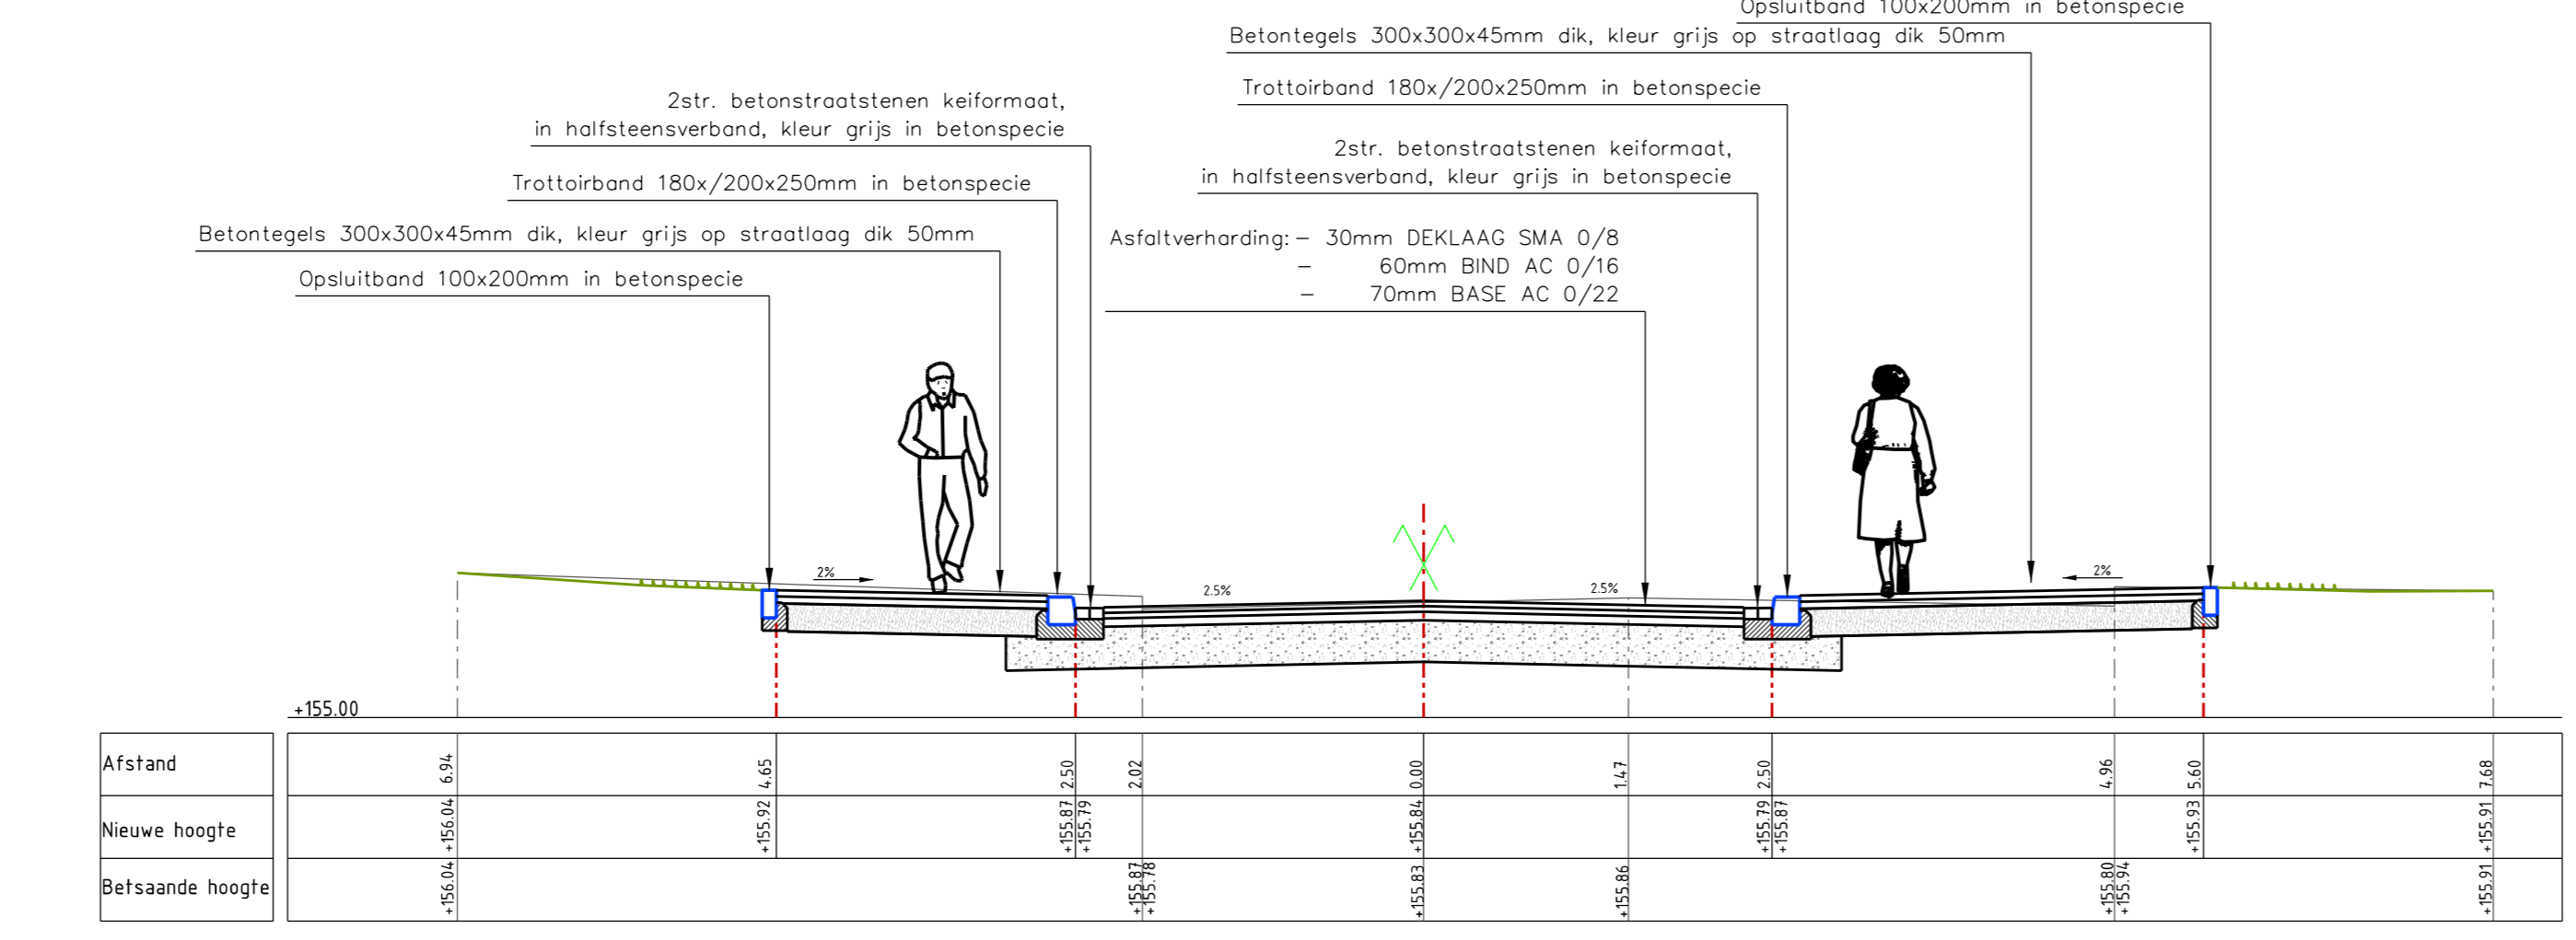 Opsluitband 100x200mm in betonspecie
Betontegels 300x300x45mm dik, kleur grijs op straatlaag dik 50mm
Trottoirband 180x/200x250mm in betonspecie
2str. betonstraatstenen keiformaat,
in halfsteensverband, kleur grijs in betonspecie
2str. betonstraatstenen keiformaat,
in halfsteensverband, kleur grijs in betonspecie
Trottoirband 180x/200x250mm in betonspecie
Betontegels 300x300x45mm dik, kleur grijs op straatlaag dik 50mm
Opsluitband 100x200mm in betonspecie
Asfaltverharding: - 30mm DEKLAAG SMA 0/8
- 60mm BIND AC 0/16
- 70mm BASE AC 0/22
2%
2.5%
2.5%
2%
+155.00
Afstand 6.94 4.65 2.50 2.02 0.00 1.47 2.50 4.96 5.60 7.68
Nieuwe hoogte +156.04 +155.92 +155.87 +155.79 +155.84 +155.79 +155.87 +155.93 +155.91
Betsaande hoogte +156.04 +155.87 +155.78 +155.83 +155.86 +155.80 +155.94 +155.91